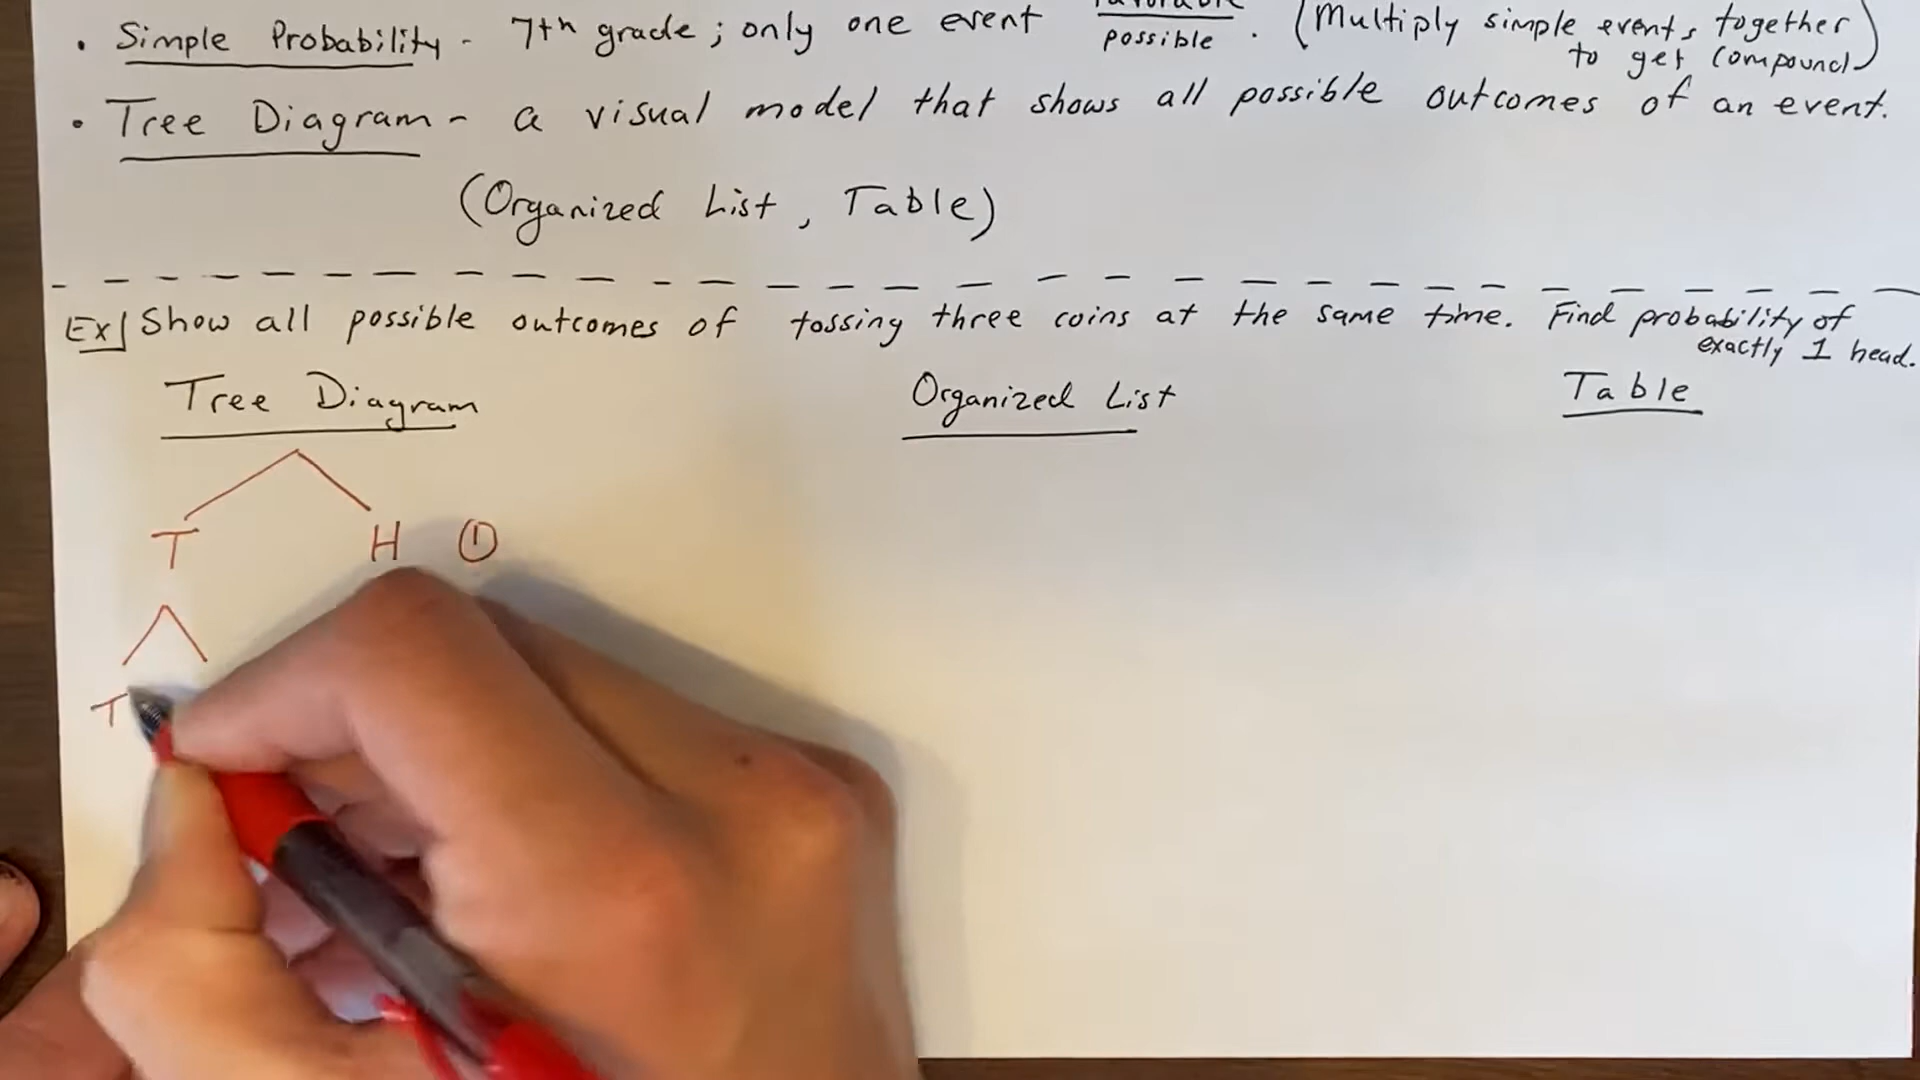 • Simple Probability - 7th grade; only one event possible . (Multiply simple events together
to get compound)
• Tree Diagram - a visual model that shows all possible outcomes of an event.
(Organized List, Table)
Ex| Show all possible outcomes of tossing three coins at the same time. Find probability of
exactly 1 head.
Tree Diagram Organized List Table
T H ①
T